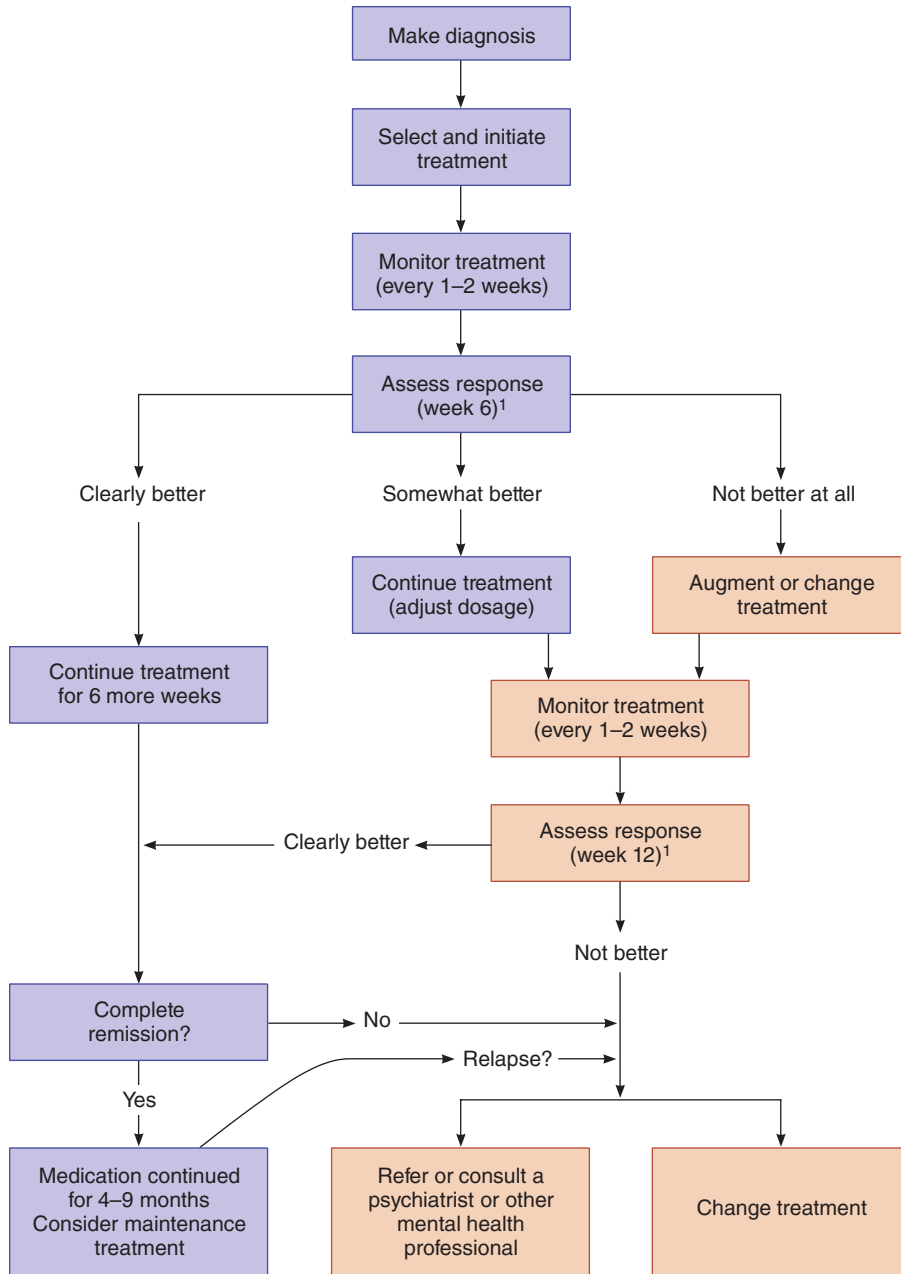 Make diagnosis
Select and initiate
treatment
Monitor treatment
(every 1–2 weeks)
Assess response
(week 6)1
Clearly better
Somewhat better
Not better at all
Continue treatment
(adjust dosage)
Augment or change
treatment
Continue treatment
for 6 more weeks
Monitor treatment
(every 1–2 weeks)
Assess response
(week 12)1
Clearly better
Not better
Complete
remission?
No
Relapse?
Yes
Medication continued
for 4–9 months
Consider maintenance
treatment
Refer or consult a
psychiatrist or other
mental health
professional
Change treatment